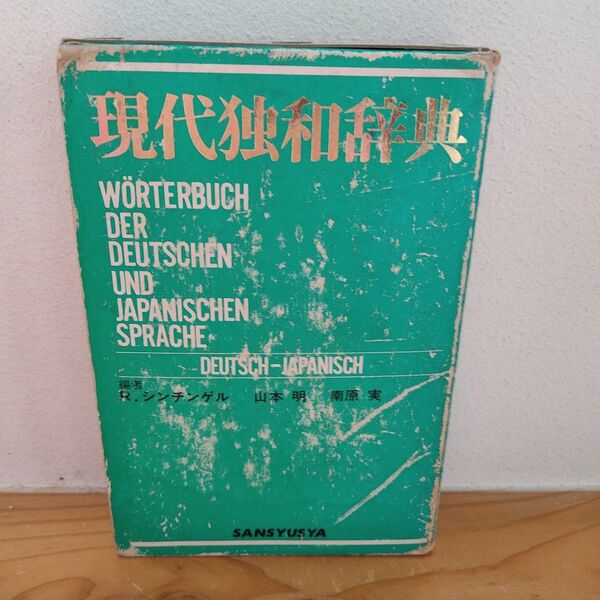 現代独和辞典
WÖRTERBUCH
DER
DEUTSCHEN
UND
JAPANISCHEN
SPRACHE
DEUTSCH–JAPANISCH
編者
R.シンチンゲル 山本 明 南原 実
SANSYUSYA